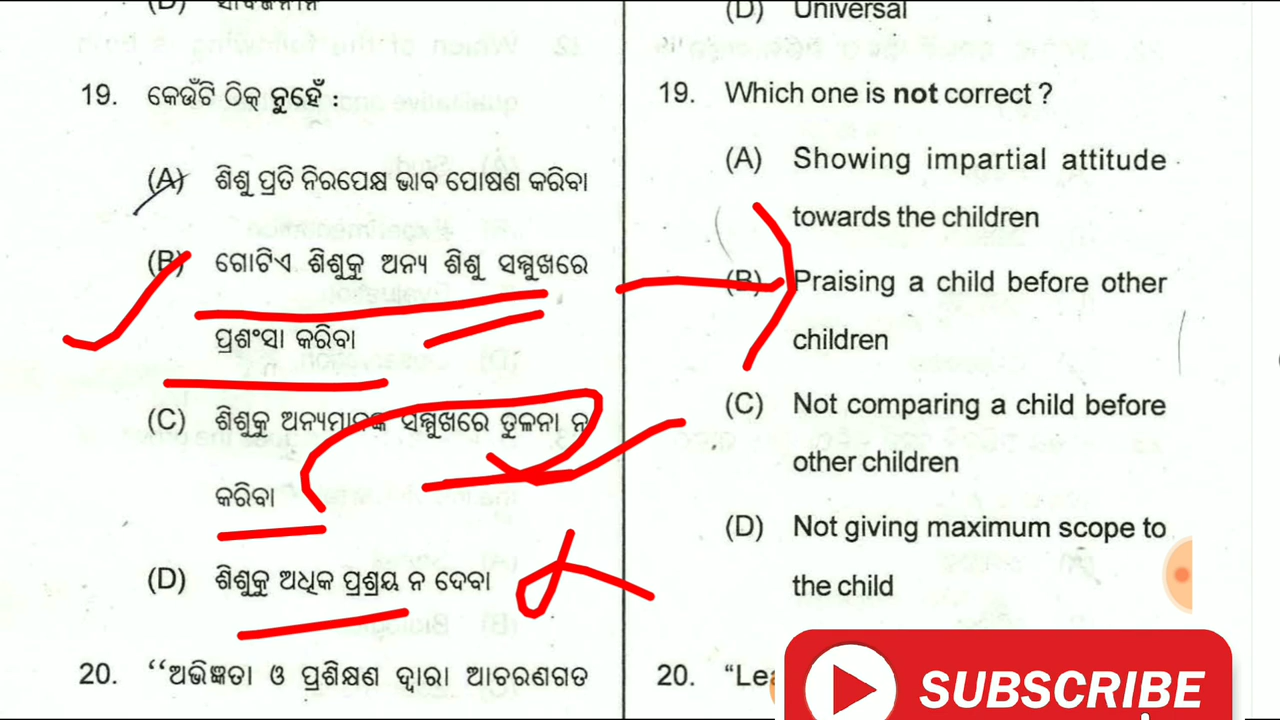 (D) ସାର୍ବଜନୀନ
19. କେଉଁଟି ଠିକ୍ ନୁହେଁ :
(A) ଶିଶୁ ପ୍ରତି ନିରପେକ୍ଷ ଭାବ ପୋଷଣ କରିବା
(B) ଗୋଟିଏ ଶିଶୁକୁ ଅନ୍ୟ ଶିଶୁ ସମ୍ମୁଖରେ
ପ୍ରଶଂସା କରିବା
(C) ଶିଶୁକୁ ଅନ୍ୟମାନଙ୍କ ସମ୍ମୁଖରେ ତୁଳନା ନ
କରିବା
(D) ଶିଶୁକୁ ଅଧିକ ପ୍ରଶ୍ରୟ ନ ଦେବା
20. “ଅଭିଜ୍ଞତା ଓ ପ୍ରଶିକ୍ଷଣ ଦ୍ୱାରା ଆଚରଣଗତ
(D) Universal
19. Which one is not correct ?
(A) Showing impartial attitude
towards the children
(B) Praising a child before other
children
(C) Not comparing a child before
other children
(D) Not giving maximum scope to
the child
20.
SUBSCRIBE